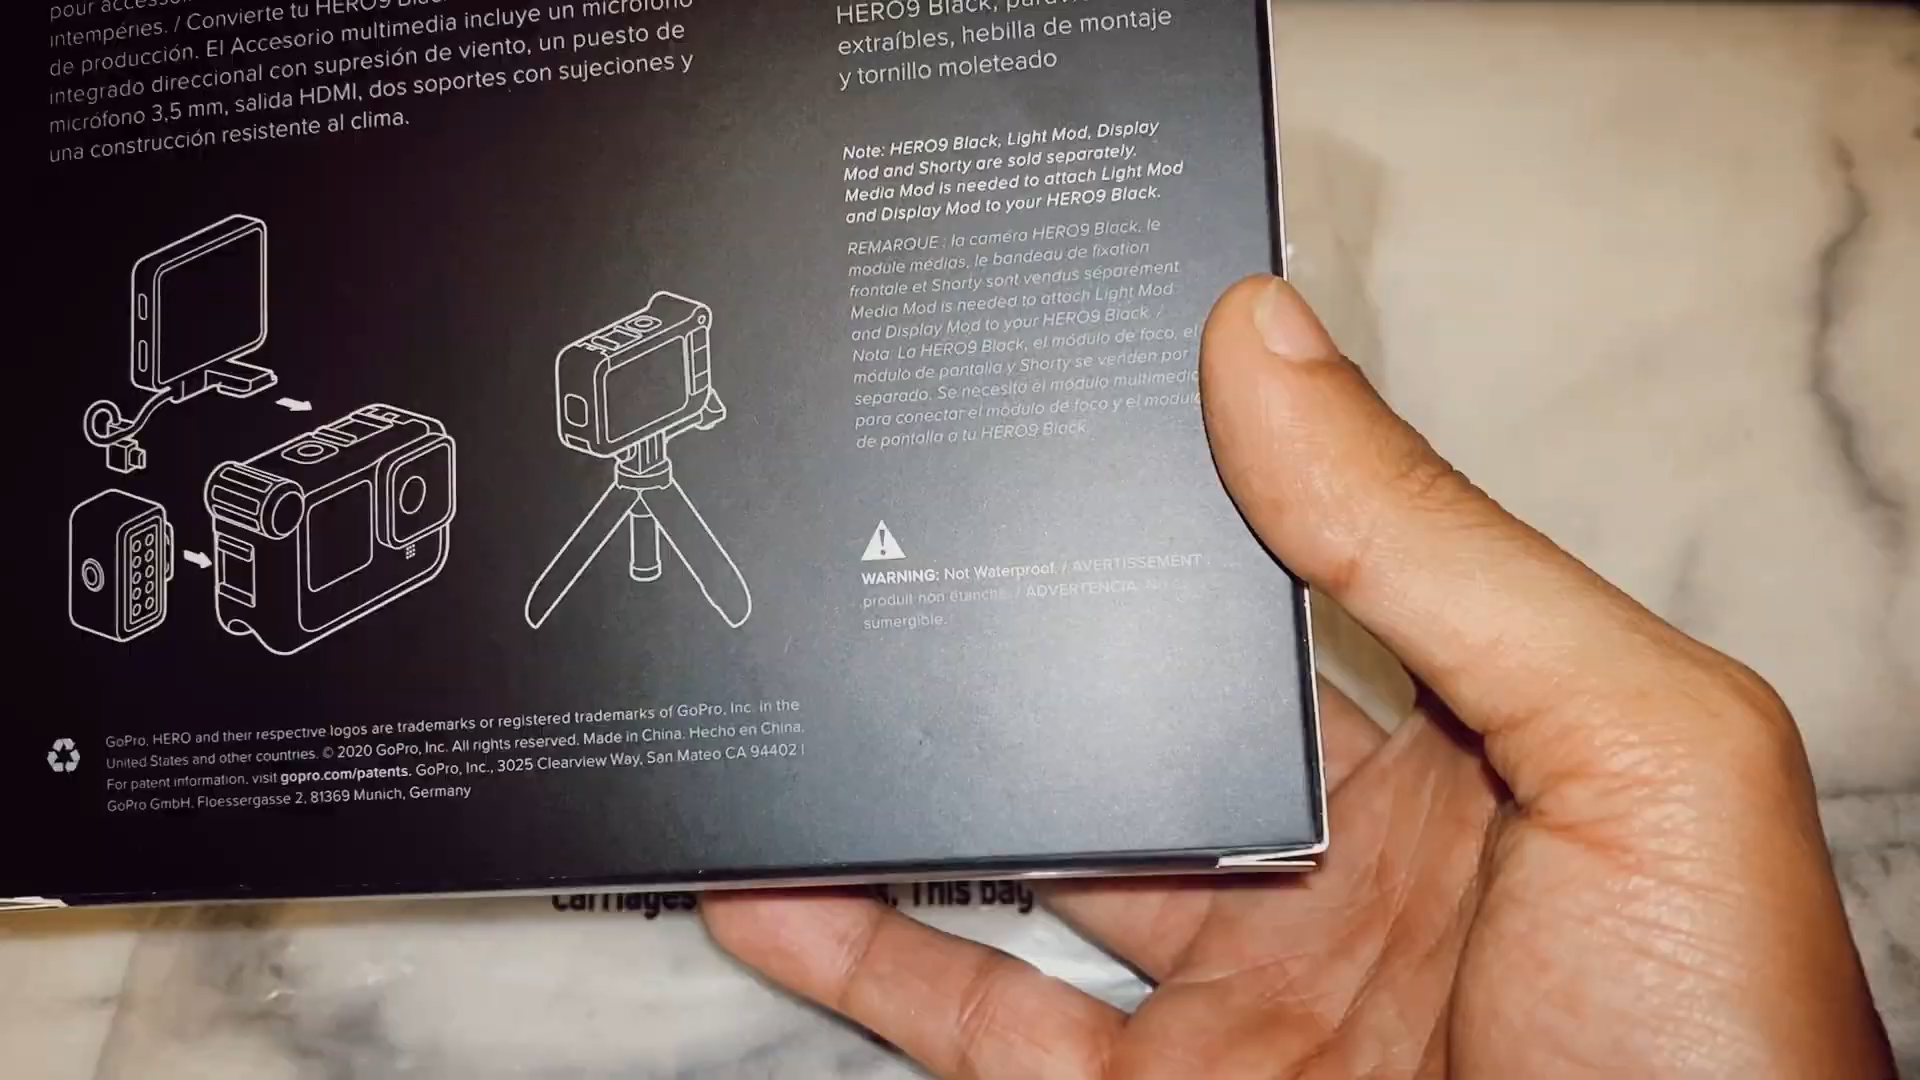 pour
intempéries. / Convierte tu HERO9
de producción. El Accesorio multimedia incluye un micrófono
integrado direccional con supresión de viento, un puesto de
micrófono 3,5 mm, salida HDMI, dos soportes con sujeciones y
una construcción resistente al clima.
HERO9 Black,
extraíbles, hebilla de montaje
y tornillo moleteado
Note: HERO9 Black, Light Mod, Display
Mod and Shorty are sold separately.
Media Mod is needed to attach Light Mod
and Display Mod to your HERO9 Black.
REMARQUE : la caméra HERO9 Black, le
module médias, le bandeau de fixation
frontale et Shorty sont vendus séparément
Media Mod is needed to attach Light Mod
and Display Mod to your HERO9 Black. /
Nota: La HERO9 Black, el módulo de foco, el
módulo de pantalla y Shorty se venden por
separado. Se necesita el módulo multimedia
para conectar el módulo de foco y el módulo
de pantalla a tu HERO9 Black.
WARNING: Not Waterproof. / AVERTISSEMENT :
produit non étanche. / ADVERTENCIA: No
sumergible.
GoPro, HERO and their respective logos are trademarks or registered trademarks of GoPro, Inc. in the
United States and other countries. © 2020 GoPro, Inc. All rights reserved. Made in China. Hecho en China.
For patent information, visit gopro.com/patents. GoPro, Inc., 3025 Clearview Way, San Mateo CA 94402 |
GoPro GmbH, Floessergasse 2, 81369 Munich, Germany
carriages This bag